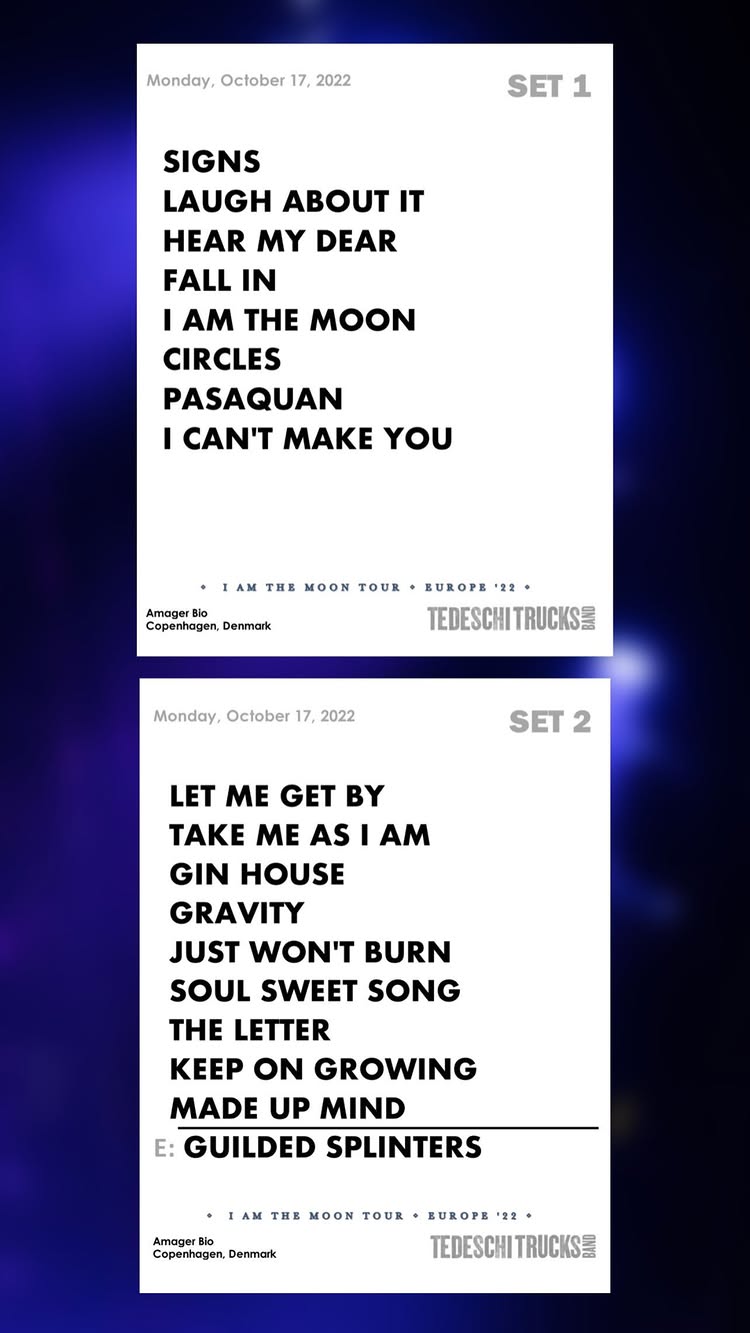 Monday, October 17, 2022
SET 1
SIGNS
LAUGH ABOUT IT
HEAR MY DEAR
FALL IN
I AM THE MOON
CIRCLES
PASAQUAN
I CAN'T MAKE YOU
I AM THE MOON TOUR EUROPE '22
Amager Bio
Copenhagen, Denmark
TEDESCHI TRUCKS BAND
Monday, October 17, 2022
SET 2
LET ME GET BY
TAKE ME AS I AM
GIN HOUSE
GRAVITY
JUST WON'T BURN
SOUL SWEET SONG
THE LETTER
KEEP ON GROWING
MADE UP MIND
E: GUILDED SPLINTERS
I AM THE MOON TOUR EUROPE '22
Amager Bio
Copenhagen, Denmark
TEDESCHI TRUCKS BAND